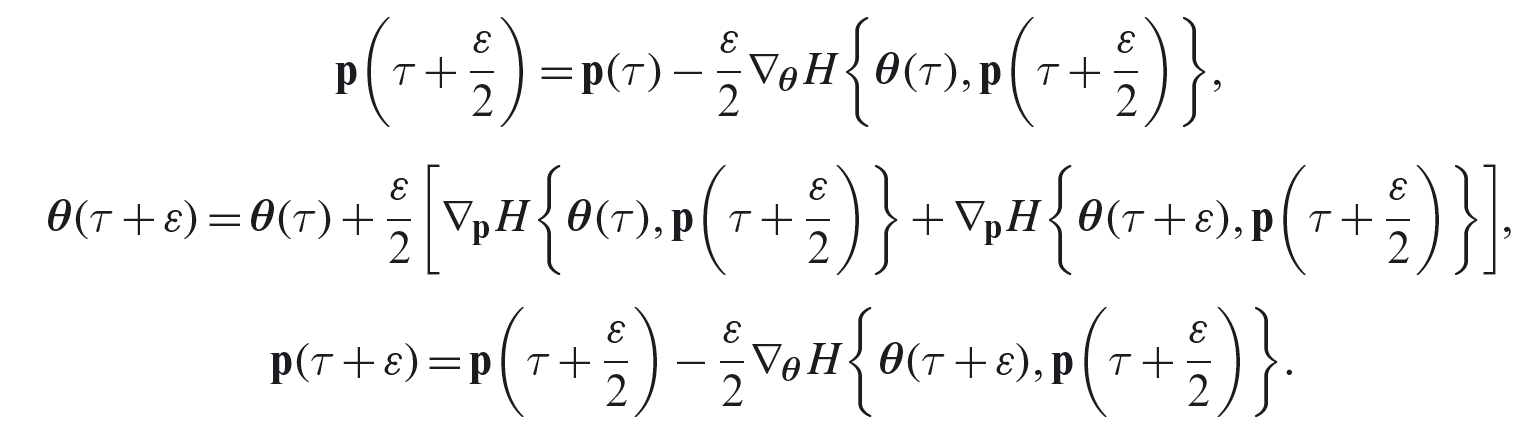 𝐩(τ + ε/2) = 𝐩(τ) − ε/2 ∇_𝛉 H{𝛉(τ), 𝐩(τ + ε/2)},
𝛉(τ + ε) = 𝛉(τ) + ε/2 [∇_𝐩 H{𝛉(τ), 𝐩(τ + ε/2)} + ∇_𝐩 H{𝛉(τ + ε), 𝐩(τ + ε/2)}],
𝐩(τ + ε) = 𝐩(τ + ε/2) − ε/2 ∇_𝛉 H{𝛉(τ + ε), 𝐩(τ + ε/2)}.